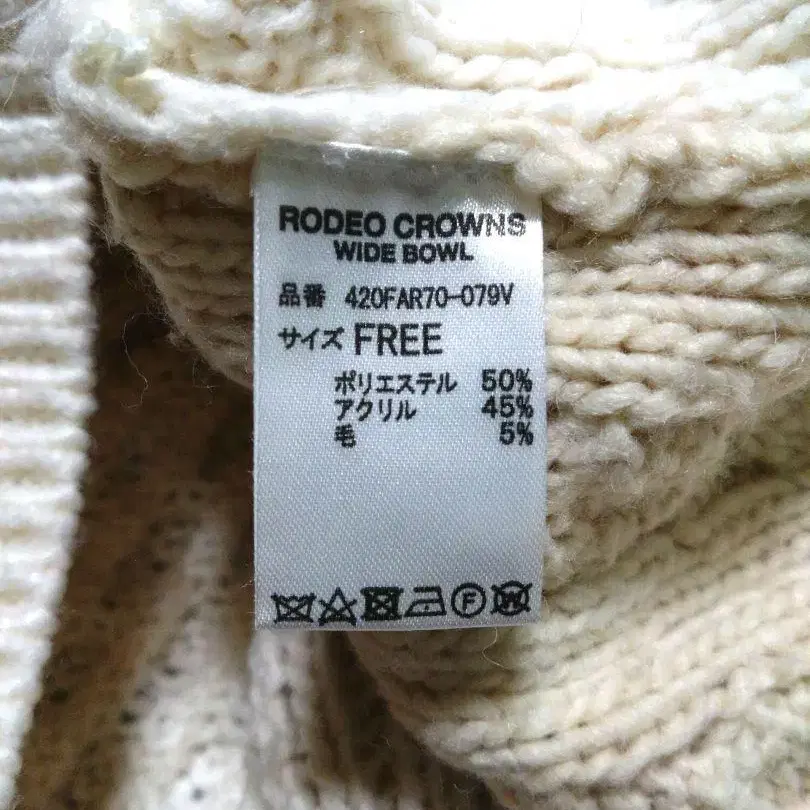 RODEO CROWNS
WIDE BOWL
品番 420FAR70-079V
サイズ FREE
ポリエステル 50%
アクリル 45%
毛 5%
F
W